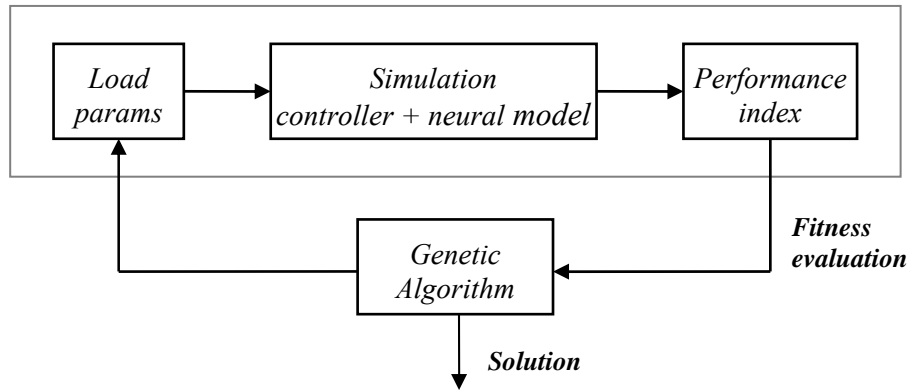 Load
params
Simulation
controller + neural model
Performance
index
Genetic
Algorithm
Fitness
evaluation
Solution